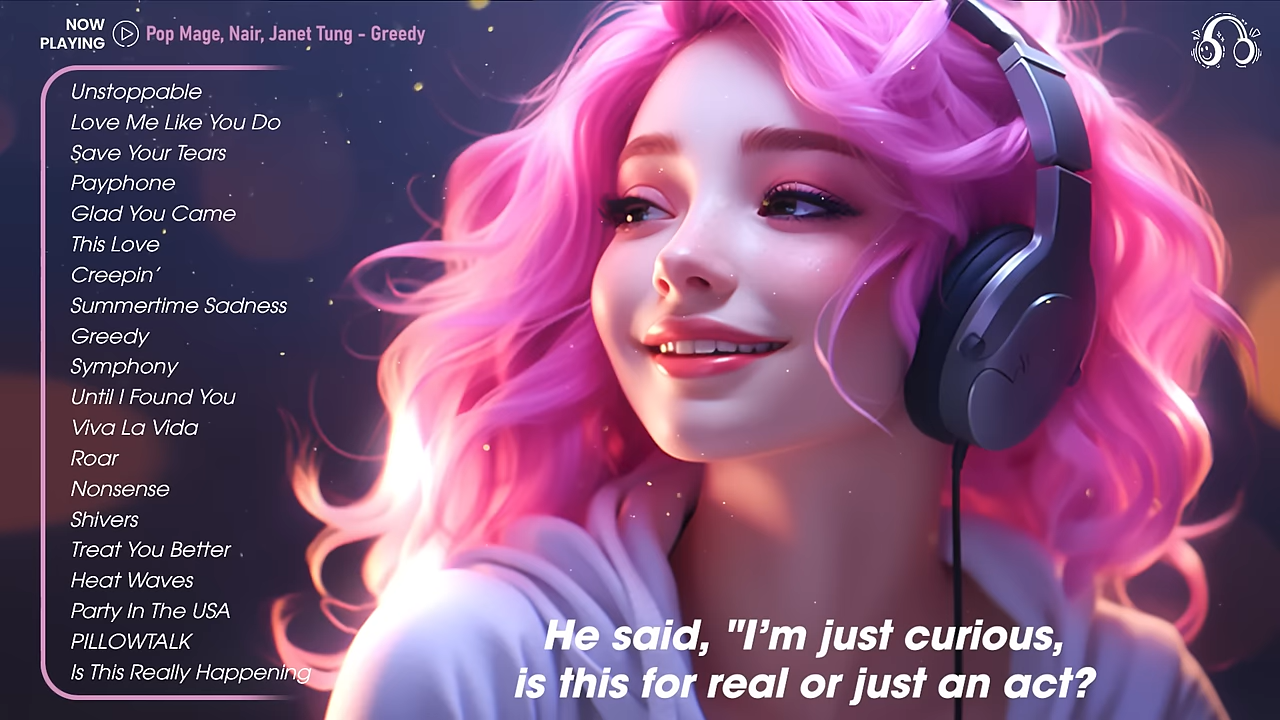 NOW
PLAYING
Pop Mage, Nair, Janet Tung - Greedy
Unstoppable
Love Me Like You Do
Save Your Tears
Payphone
Glad You Came
This Love
Creepin’
Summertime Sadness
Greedy
Symphony
Until I Found You
Viva La Vida
Roar
Nonsense
Shivers
Treat You Better
Heat Waves
Party In The USA
PILLOWTALK
Is This Really Happening
He said, "I’m just curious,
is this for real or just an act?